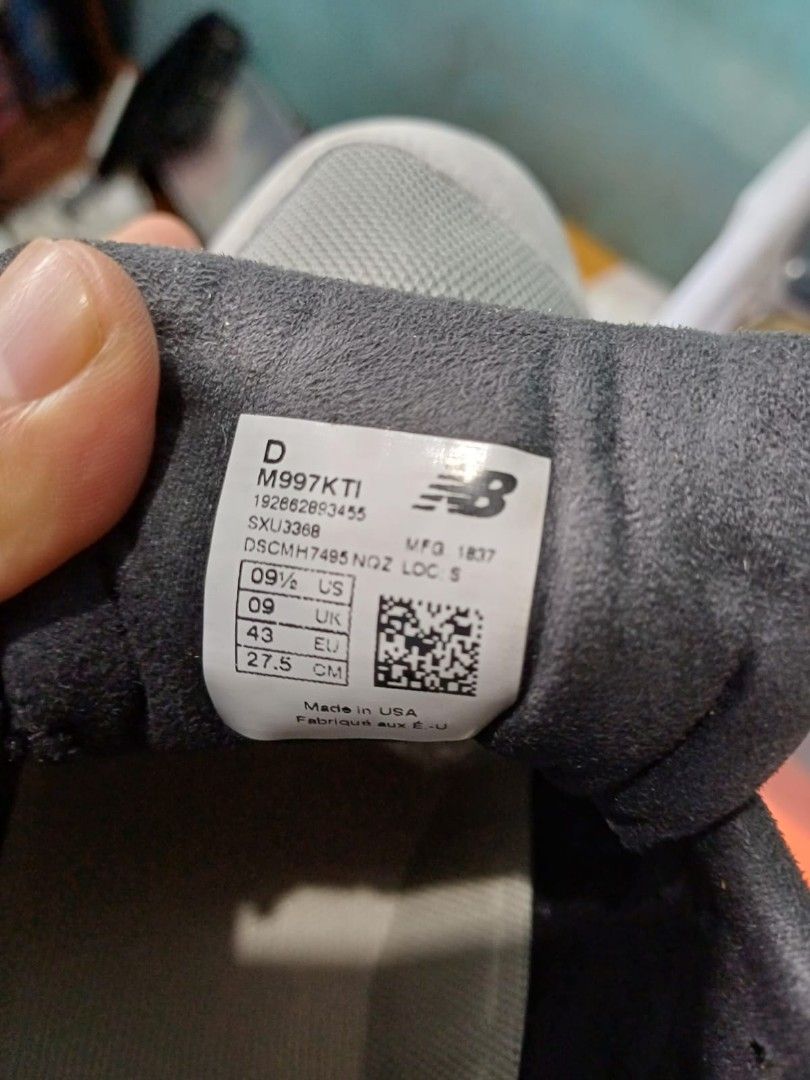 D
M997KTI
NB
192662893455
SXU3368
MFG 1837
DSCMH7495 NQZ LOC: S
09½ US
09 UK
43 EU
27.5 CM
Made in USA
Fabriqué aux É.-U